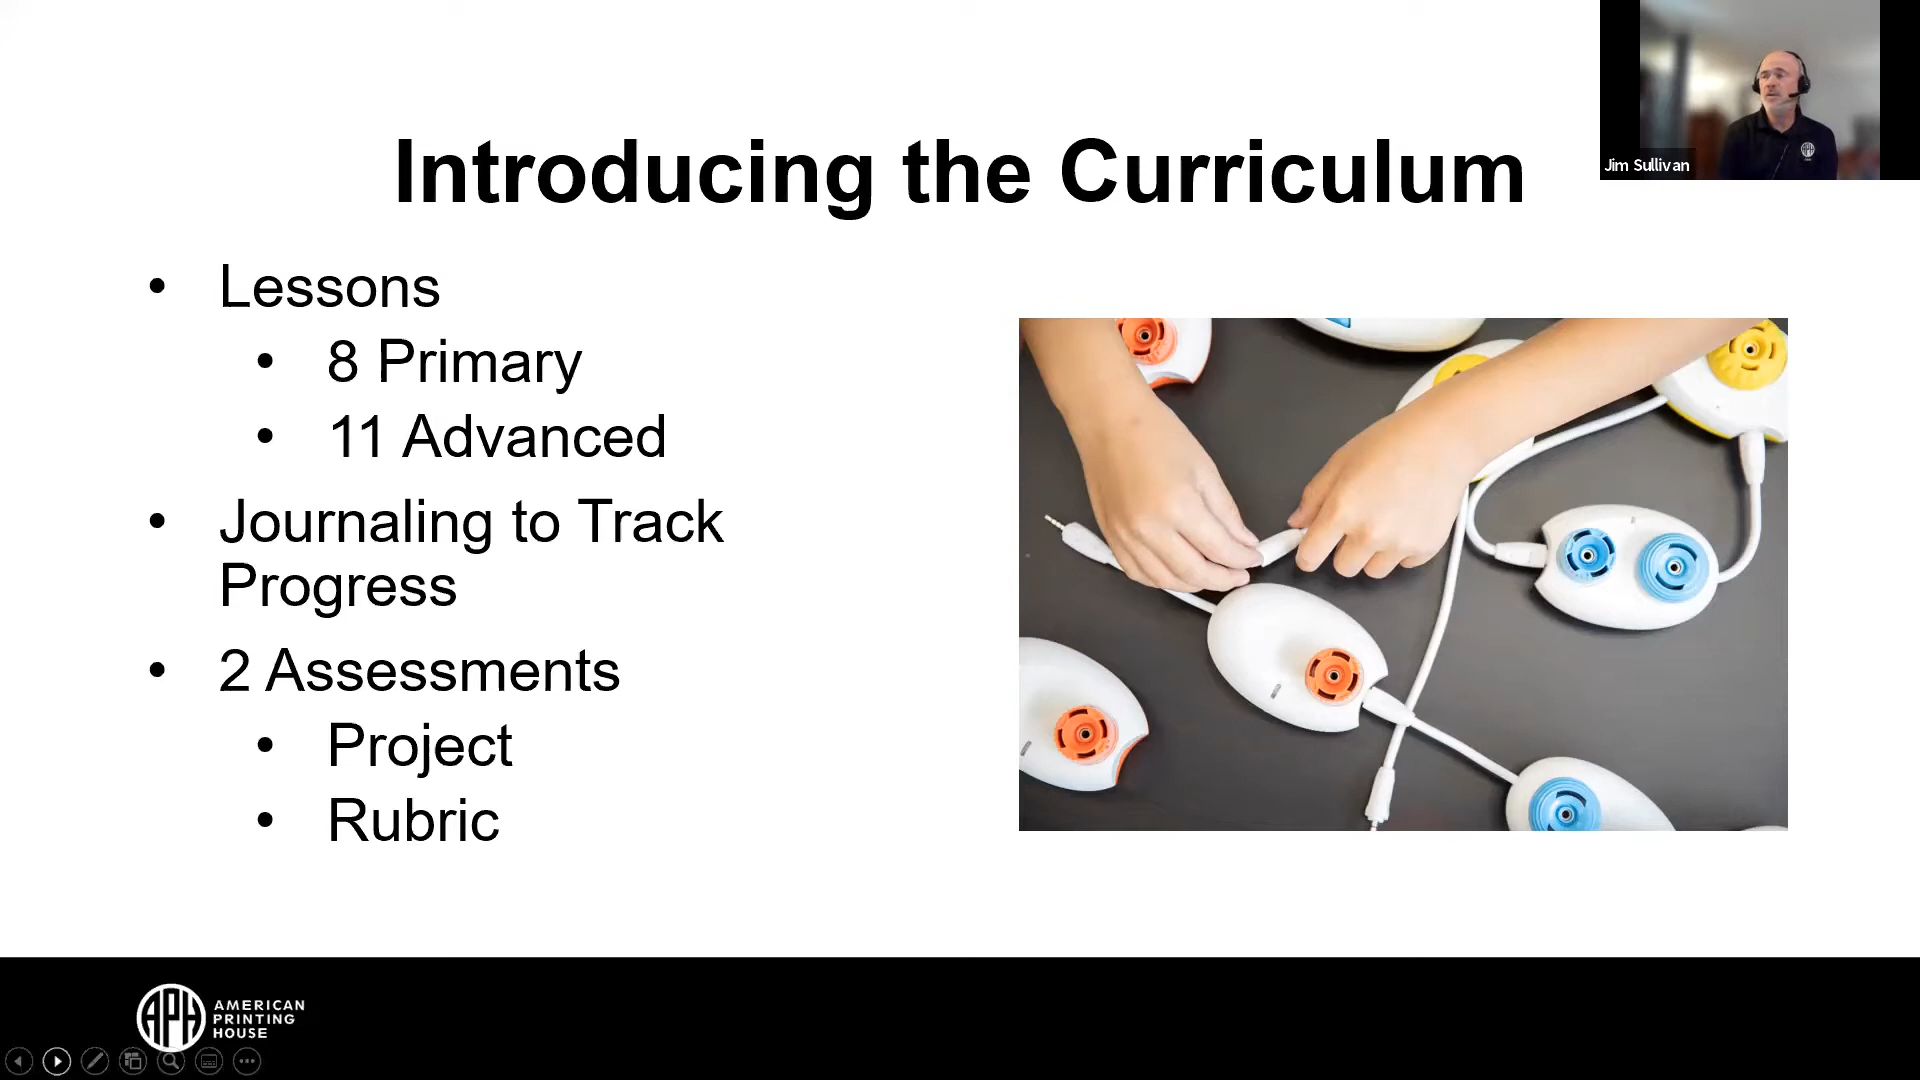 Introducing the Curriculum
Jim Sullivan
• Lessons
• 8 Primary
• 11 Advanced
• Journaling to Track
Progress
• 2 Assessments
• Project
• Rubric
APH
AMERICAN
PRINTING
HOUSE